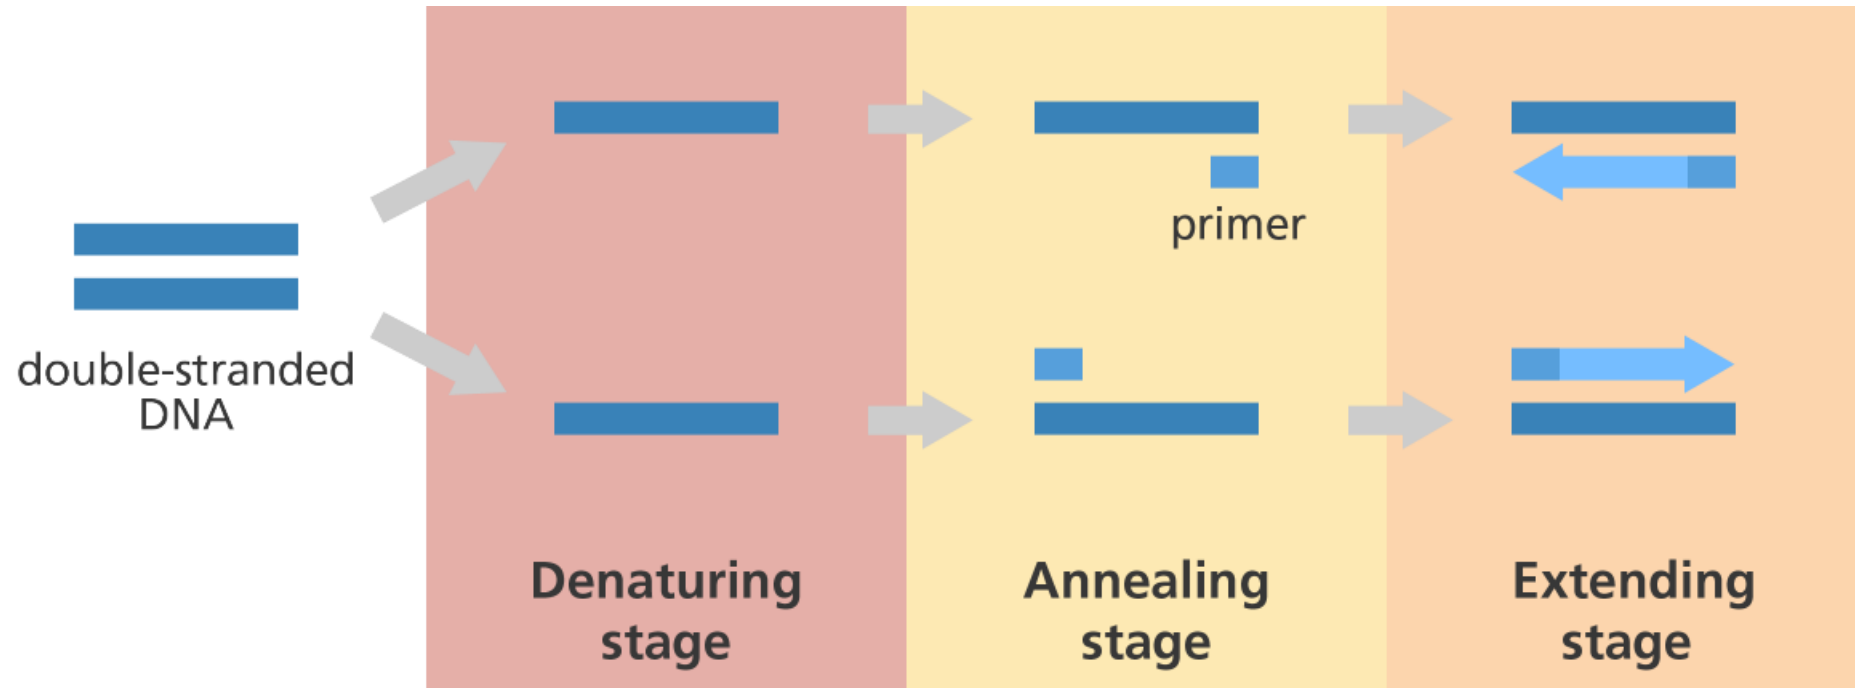 primer
double-stranded
DNA
Denaturing
stage
Annealing
stage
Extending
stage